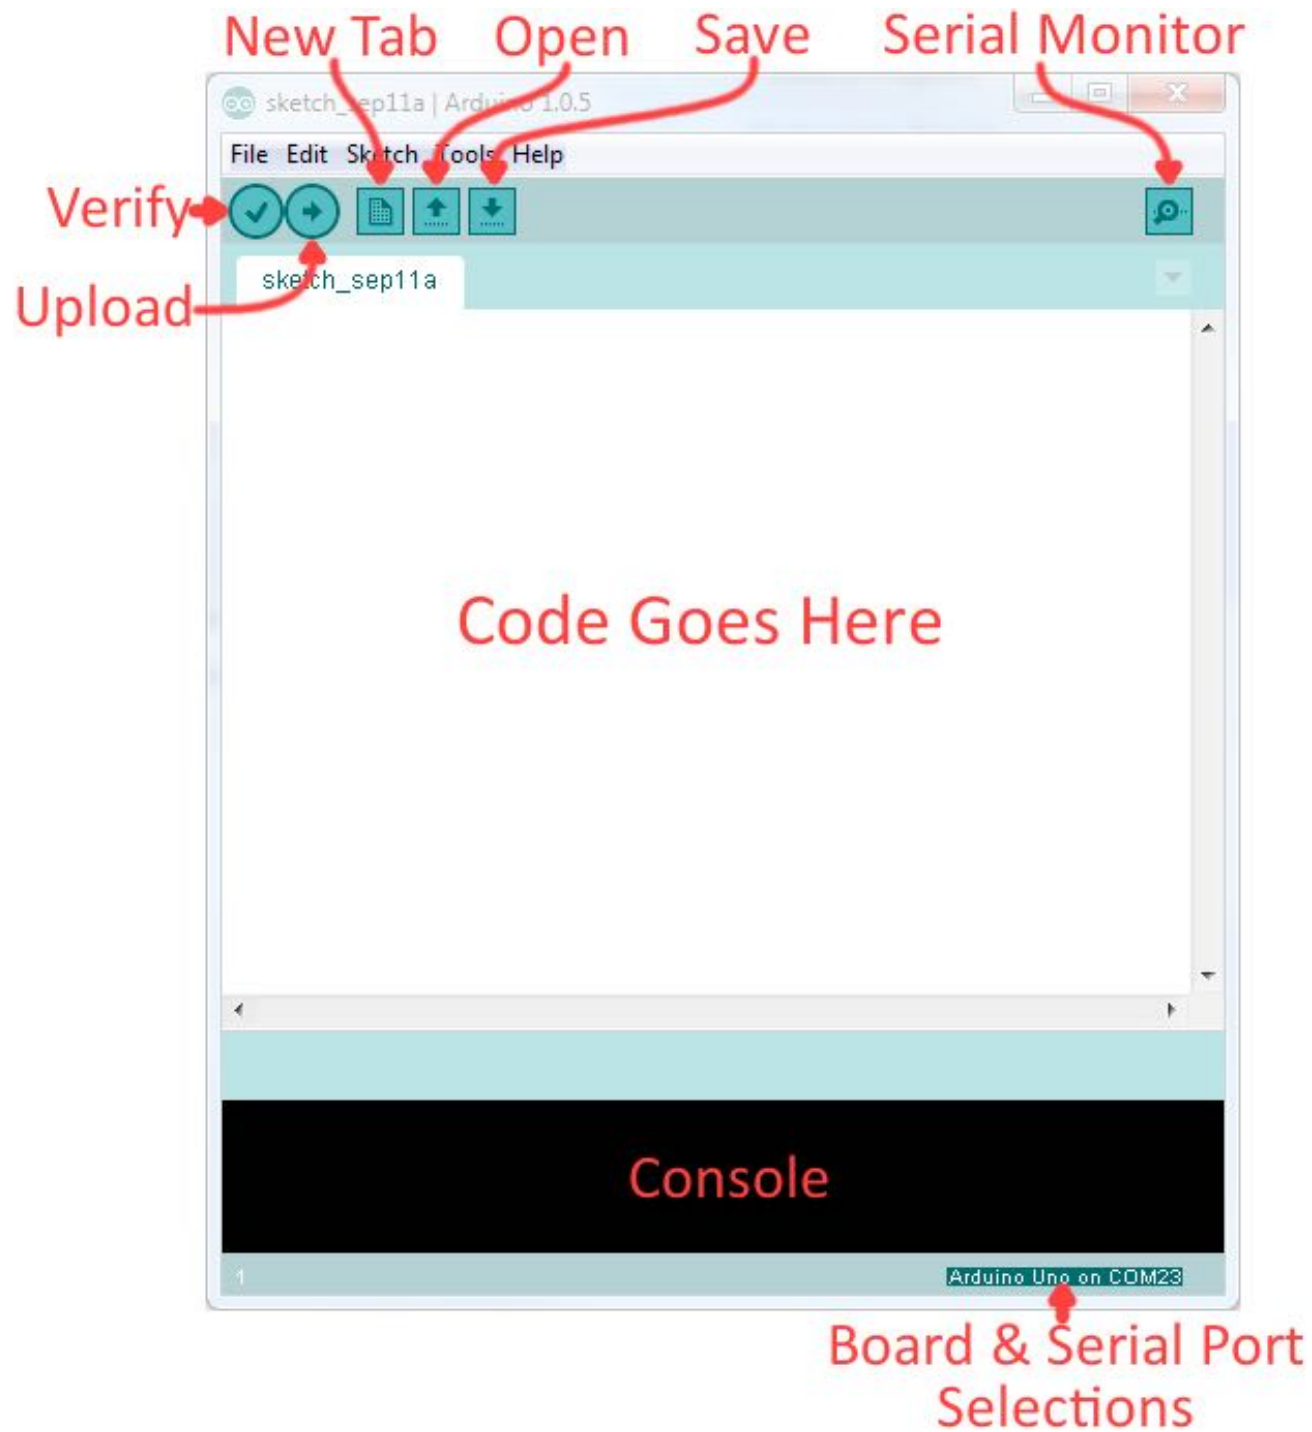 New Tab Open Save Serial Monitor
sketch_sep11a | Arduino 1.0.5
File Edit Sketch Tools Help
Verify
sketch_sep11a
Upload
Code Goes Here
Console
1 Arduino Uno on COM23
Board & Serial Port
Selections